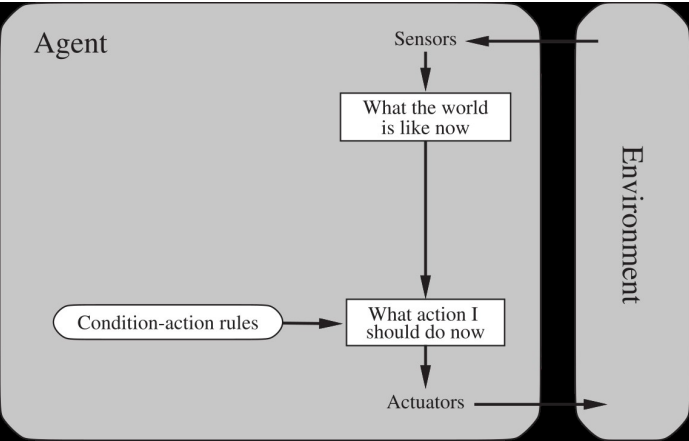 Agent
Sensors
What the world
is like now
Environment
Condition-action rules
What action I
should do now
Actuators